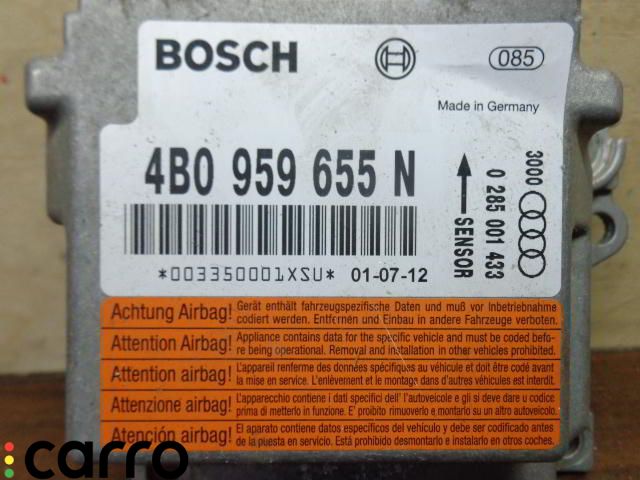 BOSCH
085
Made in Germany
4B0 959 655 N
3000
0 285 001 433
SENSOR
*003350001XSU* 01-07-12
Achtung Airbag! Gerät enthält fahrzeugspezifische Daten und muß vor Inbetriebnahme
codiert werden. Entfernen und Einbau in andere Fahrzeuge verboten.
Attention Airbag! Appliance contains data for the specific vehicle and must be coded befo-
re being operational. Removal and installation in other vehicles prohibited.
Attention airbag! L'appareil renferme des données spécifiques au véhicule et doit être codé avant
la mise en service. L'enlèvement et le montage dans d'autres véhicules est interdit.
Attenzione airbag! L'apparecchio contiene i dati specifici dell' l'autoveicolo e gli si deve dare u codice
prima di metterlo in funzione. E' proibito rimuoverlo e montarlo su un altro autoveicolo.
Atención airbag! El aparato contiene datos específicos del vehículo y debe ser codificado antes
de la puesta en servicio. Está prohibido desmontarlo e instalarlo en otros coches.
carro